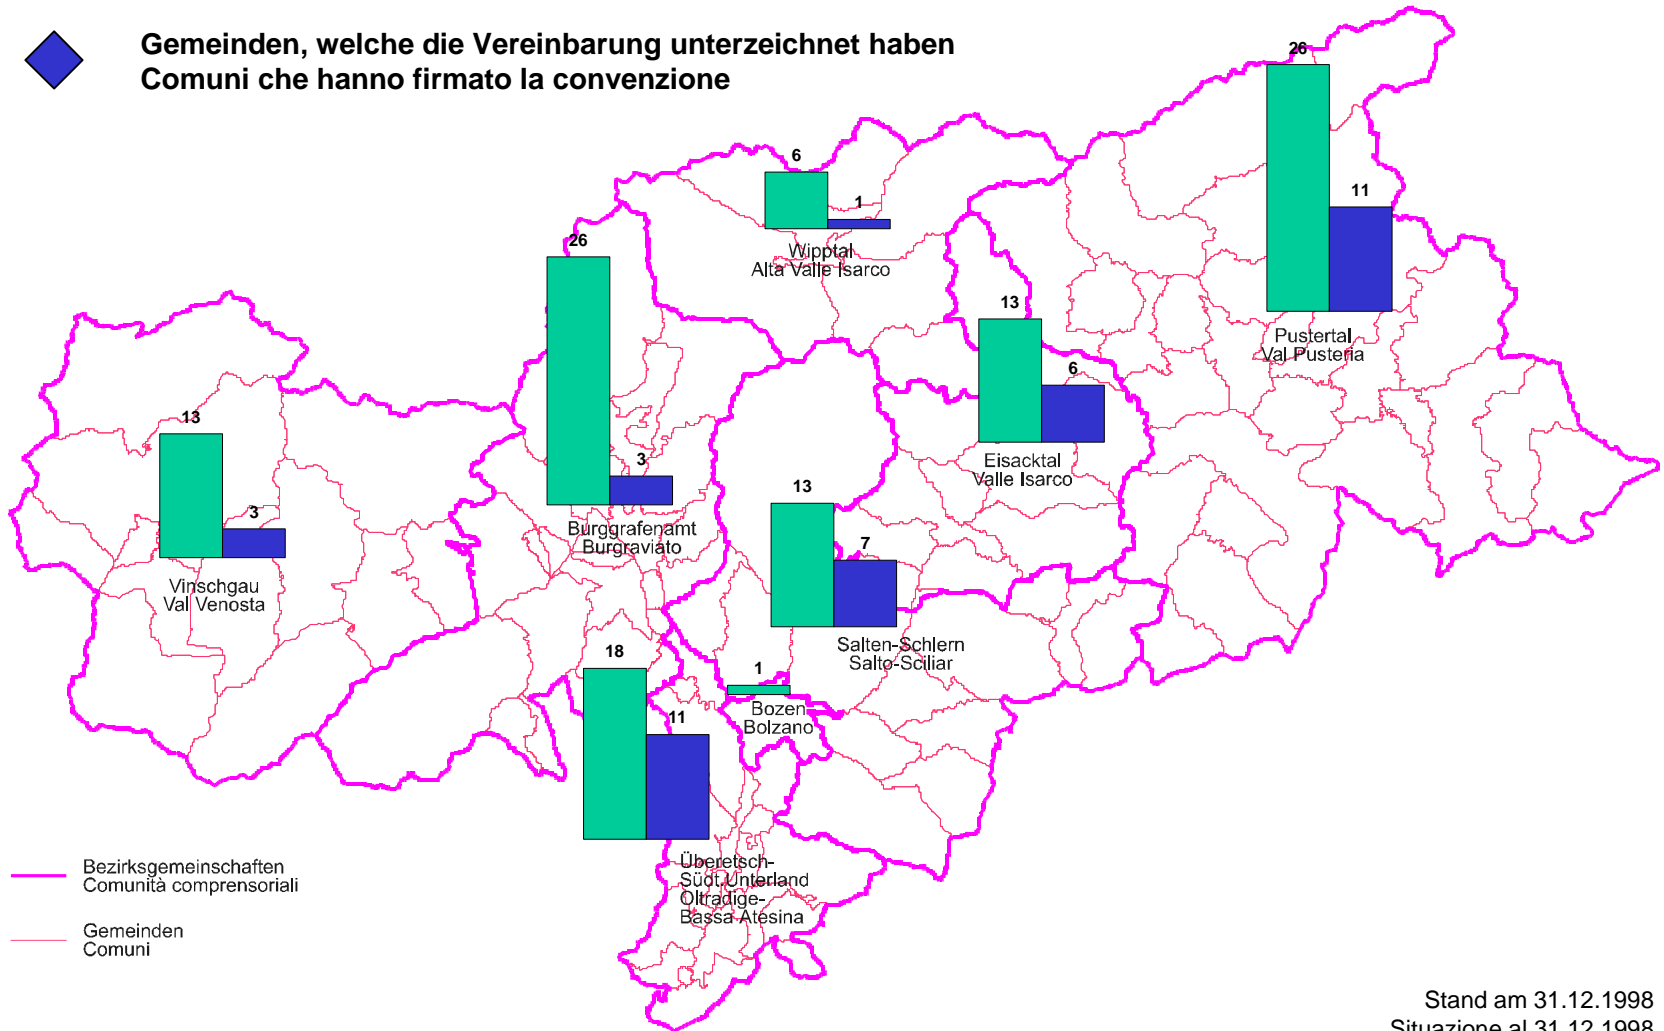 Gemeinden, welche die Vereinbarung unterzeichnet haben
Comuni che hanno firmato la convenzione
26
11
Pustertal
Val Pusteria
6
1
Wipptal
Alta Valle Isarco
26
3
Burggrafenamt
Burgraviato
13
6
Eisacktal
Valle Isarco
13
3
Vinschgau
Val Venosta
13
7
Salten-Schlern
Salto-Sciliar
18
11
Überetsch-
Südt.Unterland
Oltradige-
Bassa Atesina
1
Bozen
Bolzano
Bezirksgemeinschaften
Comunità comprensoriali
Gemeinden
Comuni
Stand am 31.12.1998
Situazione al 31.12.1998